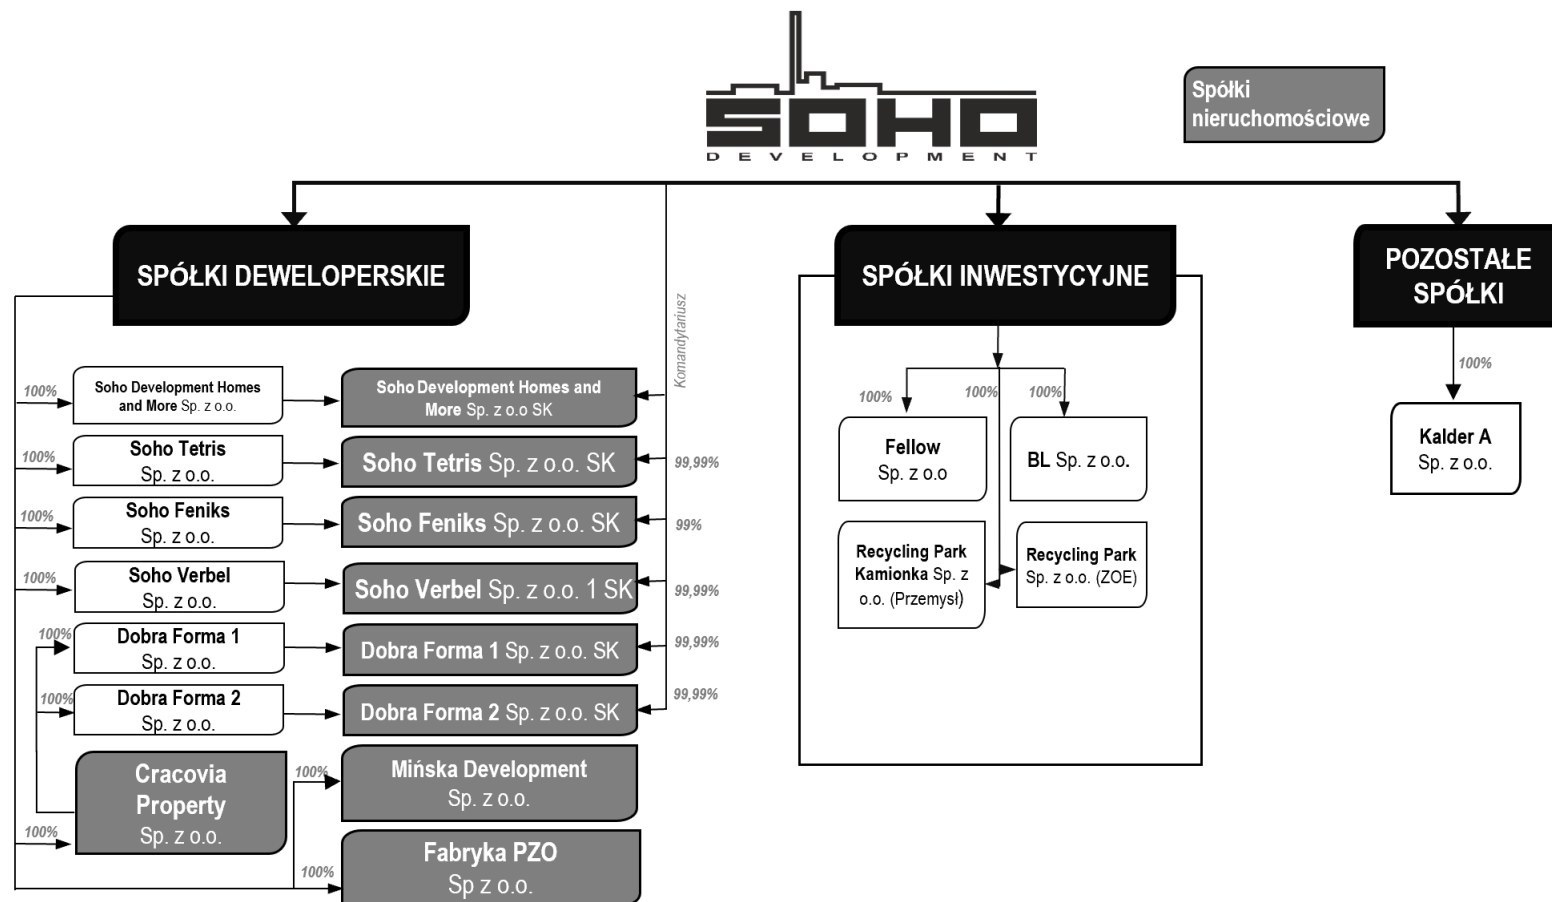 SOHO
DEVELOPMENT
Spółki
nieruchomościowe
SPÓŁKI DEWELOPERSKIE
SPÓŁKI INWESTYCYJNE
POZOSTAŁE
SPÓŁKI
Komandytariusz
100%
Soho Development Homes
and More Sp. z o.o.
Soho Development Homes and
More Sp. z o.o SK
100%
Soho Tetris
Sp. z o.o.
Soho Tetris Sp. z o.o. SK
99,99%
100%
Soho Feniks
Sp. z o.o.
Soho Feniks Sp. z o.o. SK
99%
100%
Soho Verbel
Sp. z o.o.
Soho Verbel Sp. z o.o. 1 SK
99,99%
100%
Dobra Forma 1
Sp. z o.o.
Dobra Forma 1 Sp. z o.o. SK
99,99%
100%
Dobra Forma 2
Sp. z o.o.
Dobra Forma 2 Sp. z o.o. SK
99,99%
100%
Cracovia
Property
Sp. z o.o.
100%
Mińska Development
Sp. z o.o.
100%
Fabryka PZO
Sp z o.o.
100%
100%
100%
Fellow
Sp. z o.o
BL Sp. z o.o.
Recycling Park
Kamionka Sp. z
o.o. (Przemysł)
Recycling Park
Sp. z o.o. (ZOE)
100%
Kalder A
Sp. z o.o.